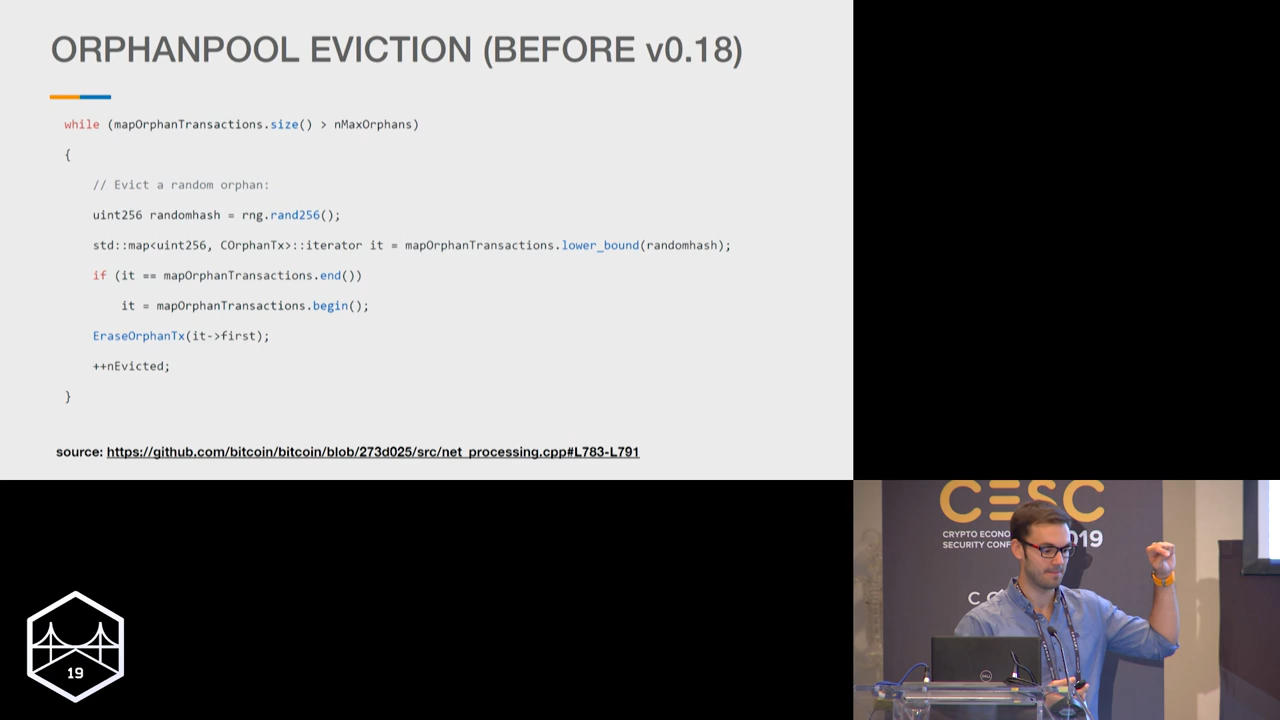 ORPHANPOOL EVICTION (BEFORE v0.18)
while (mapOrphanTransactions.size() > nMaxOrphans)
{
// Evict a random orphan:
uint256 randomhash = rng.rand256();
std::map<uint256, COrphanTx>::iterator it = mapOrphanTransactions.lower_bound(randomhash);
if (it == mapOrphanTransactions.end())
it = mapOrphanTransactions.begin();
EraseOrphanTx(it->first);
++nEvicted;
}
source: https://github.com/bitcoin/bitcoin/blob/273d025/src/net_processing.cpp#L783-L791
CESC
CRYPTO ECONO
SECURITY CONF 2019
C
19
DELL